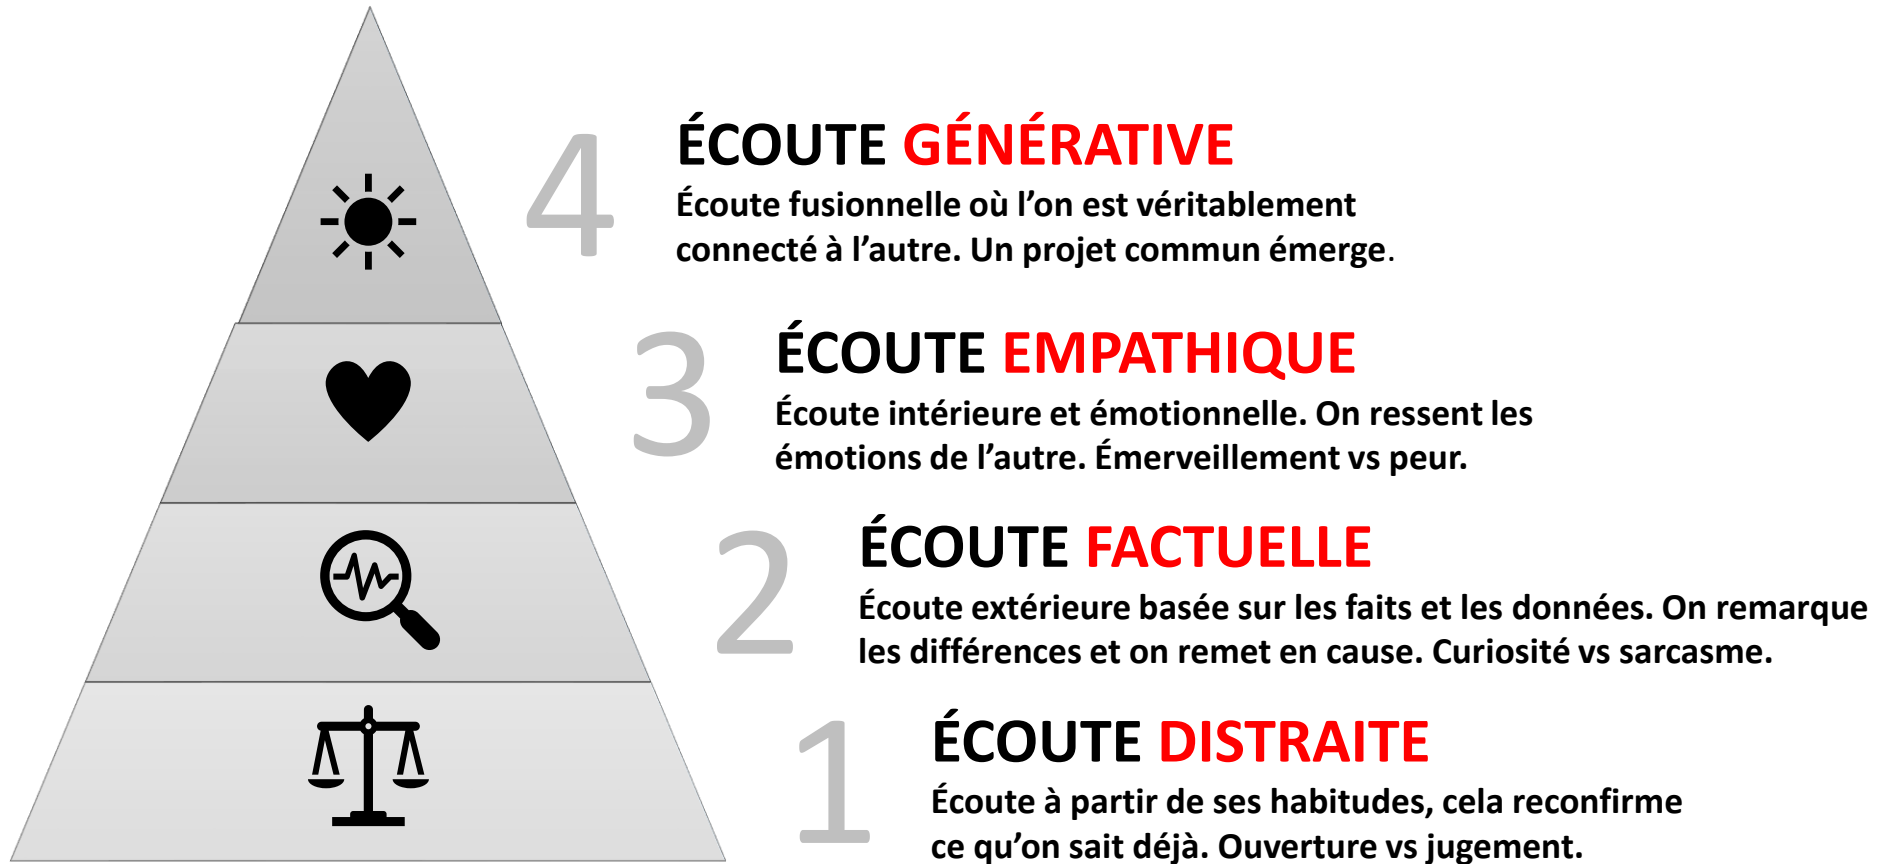 4
ÉCOUTE GÉNÉRATIVE
Écoute fusionnelle où l’on est véritablement
connecté à l’autre. Un projet commun émerge.
3
ÉCOUTE EMPATHIQUE
Écoute intérieure et émotionnelle. On ressent les
émotions de l’autre. Émerveillement vs peur.
2
ÉCOUTE FACTUELLE
Écoute extérieure basée sur les faits et les données. On remarque
les différences et on remet en cause. Curiosité vs sarcasme.
1
ÉCOUTE DISTRAITE
Écoute à partir de ses habitudes, cela reconfirme
ce qu’on sait déjà. Ouverture vs jugement.